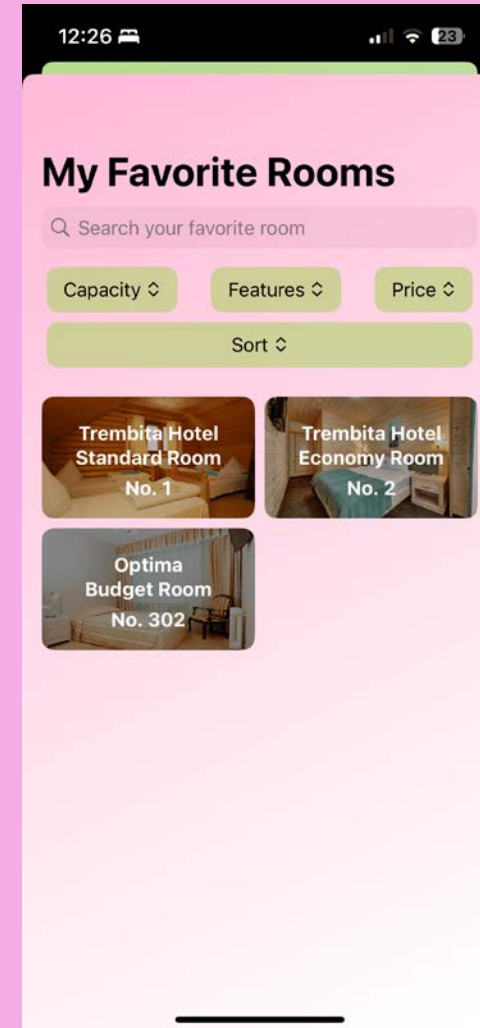 12:26
23
My Favorite Rooms
Search your favorite room
Capacity
Features
Price
Sort
Trembita Hotel
Standard Room
No. 1
Trembita Hotel
Economy Room
No. 2
Optima
Budget Room
No. 302